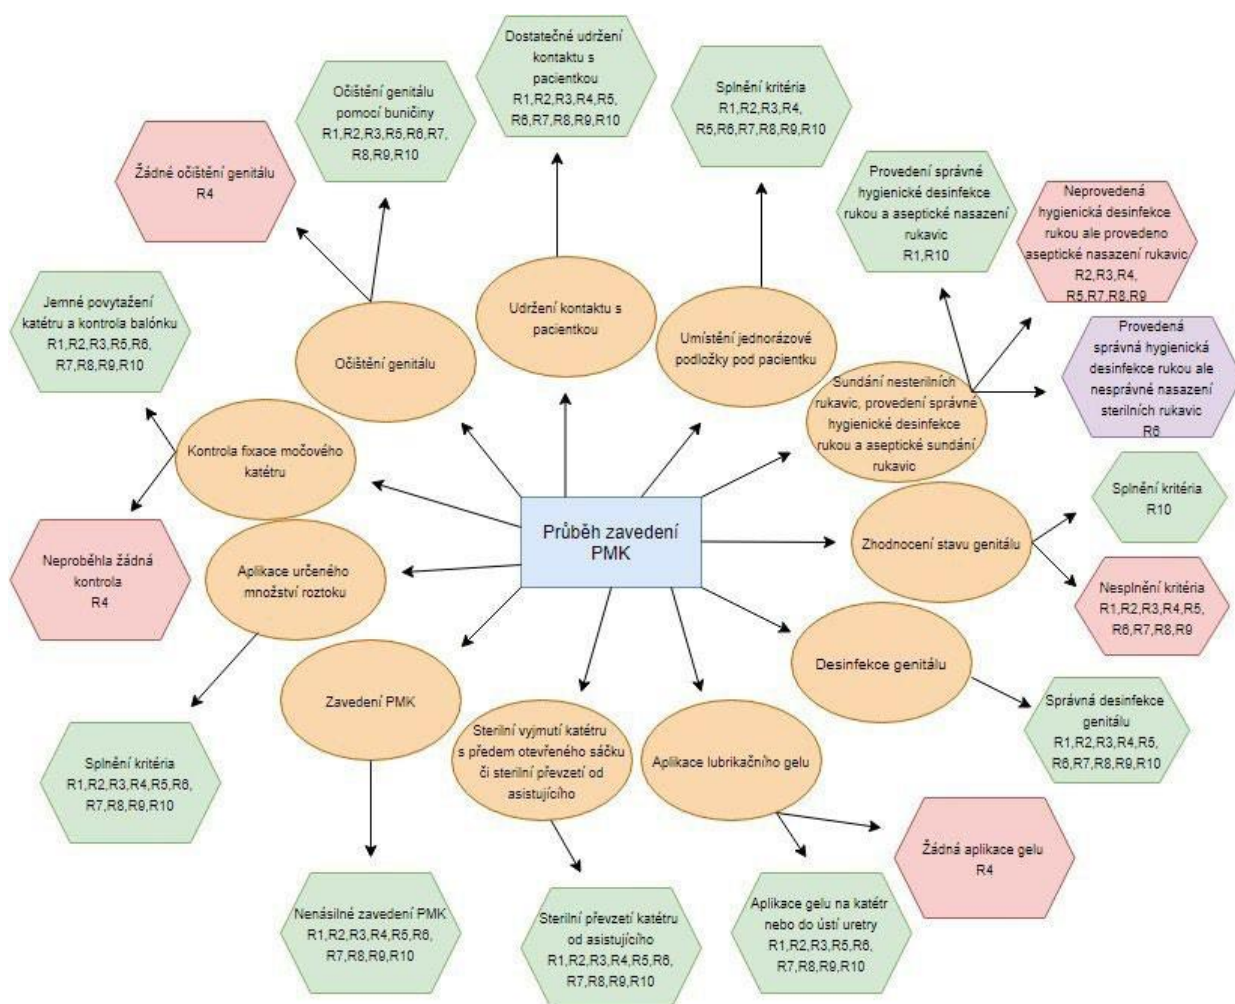 Dostatečné udržení
kontaktu s
pacientkou
R1,R2,R3,R4,R5,
R6,R7,R8,R9,R10
Splnění kritéria
R1,R2,R3,R4,
R5,R6,R7,R8,R9,R10
Očištění genitálu
pomocí buničiny
R1,R2,R3,R5,R6,R7,
R8,R9,R10
Žádné očištění genitálu
R4
Provedení správné
hygienické desinfekce
rukou a aseptické nasazení
rukavic
R1,R10
Neprovedená
hygienická desinfekce
rukou ale provedeno
aseptické nasazení rukavic
R2,R3,R4,
R5,R7,R8,R9
Jemné povytažení
katétru a kontrola balónku
R1,R2,R3,R5,R6,
R7,R8,R9,R10
Udržení kontaktu s
pacientkou
Umístění jednorázové
podložky pod pacientku
Očištění genitálu
Provedená
správná hygienická
desinfekce rukou ale
nesprávné nasazení
sterilních rukavic
R6
Sundání nesterilních
rukavic, provedení správné
hygienické desinfekce
rukou a aseptické sundání
rukavic
Kontrola fixace močového
katétru
Splnění kritéria
R10
Průběh zavedení
PMK
Zhodnocení stavu genitálu
Neproběhla žádná
kontrola
R4
Aplikace určeného
množství roztoku
Nesplnění kritéria
R1,R2,R3,R4,R5,
R6,R7,R8,R9
Desinfekce genitálu
Zavedení PMK
Sterilní vyjmutí katétru
s předem otevřeného sáčku
či sterilní převzetí od
asistujícího
Aplikace lubrikačního gelu
Správná desinfekce
genitálu
R1,R2,R3,R4,R5,
R6,R7,R8,R9,R10
Splnění kritéria
R1,R2,R3,R4,R5,R6,
R7,R8,R9,R10
Žádná aplikace gelu
R4
Nenásilné zavedení PMK
R1,R2,R3,R4,R5,R6,
R7,R8,R9,R10
Sterilní převzetí katétru
od asistujícího
R1,R2,R3,R4,R5,R6,
R7,R8,R9,R10
Aplikace gelu na katétr
nebo do ústí uretry
R1,R2,R3,R5,R6,
R7,R8,R9,R10